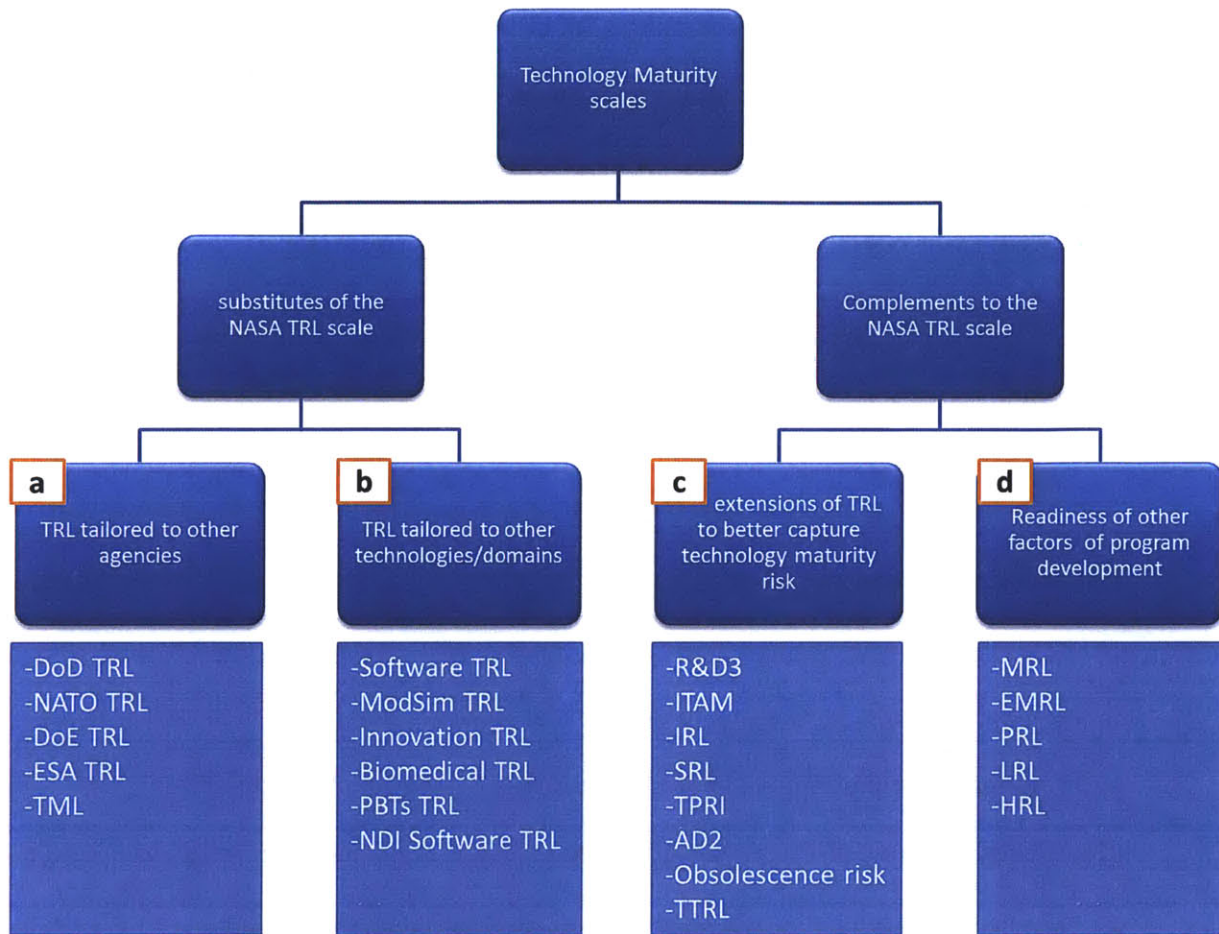 Technology Maturity
scales
substitutes of the
NASA TRL scale
Complements to the
NASA TRL scale
a
TRL tailored to other
agencies
b
TRL tailored to other
technologies/domains
c
extensions of TRL
to better capture
technology maturity
risk
d
Readiness of other
factors of program
development
-DoD TRL
-NATO TRL
-DoE TRL
-ESA TRL
-TML
-Software TRL
-ModSim TRL
-Innovation TRL
-Biomedical TRL
-PBTs TRL
-NDI Software TRL
-R&D3
-ITAM
-IRL
-SRL
-TPRI
-AD2
-Obsolescence risk
-TTRL
-MRL
-EMRL
-PRL
-LRL
-HRL